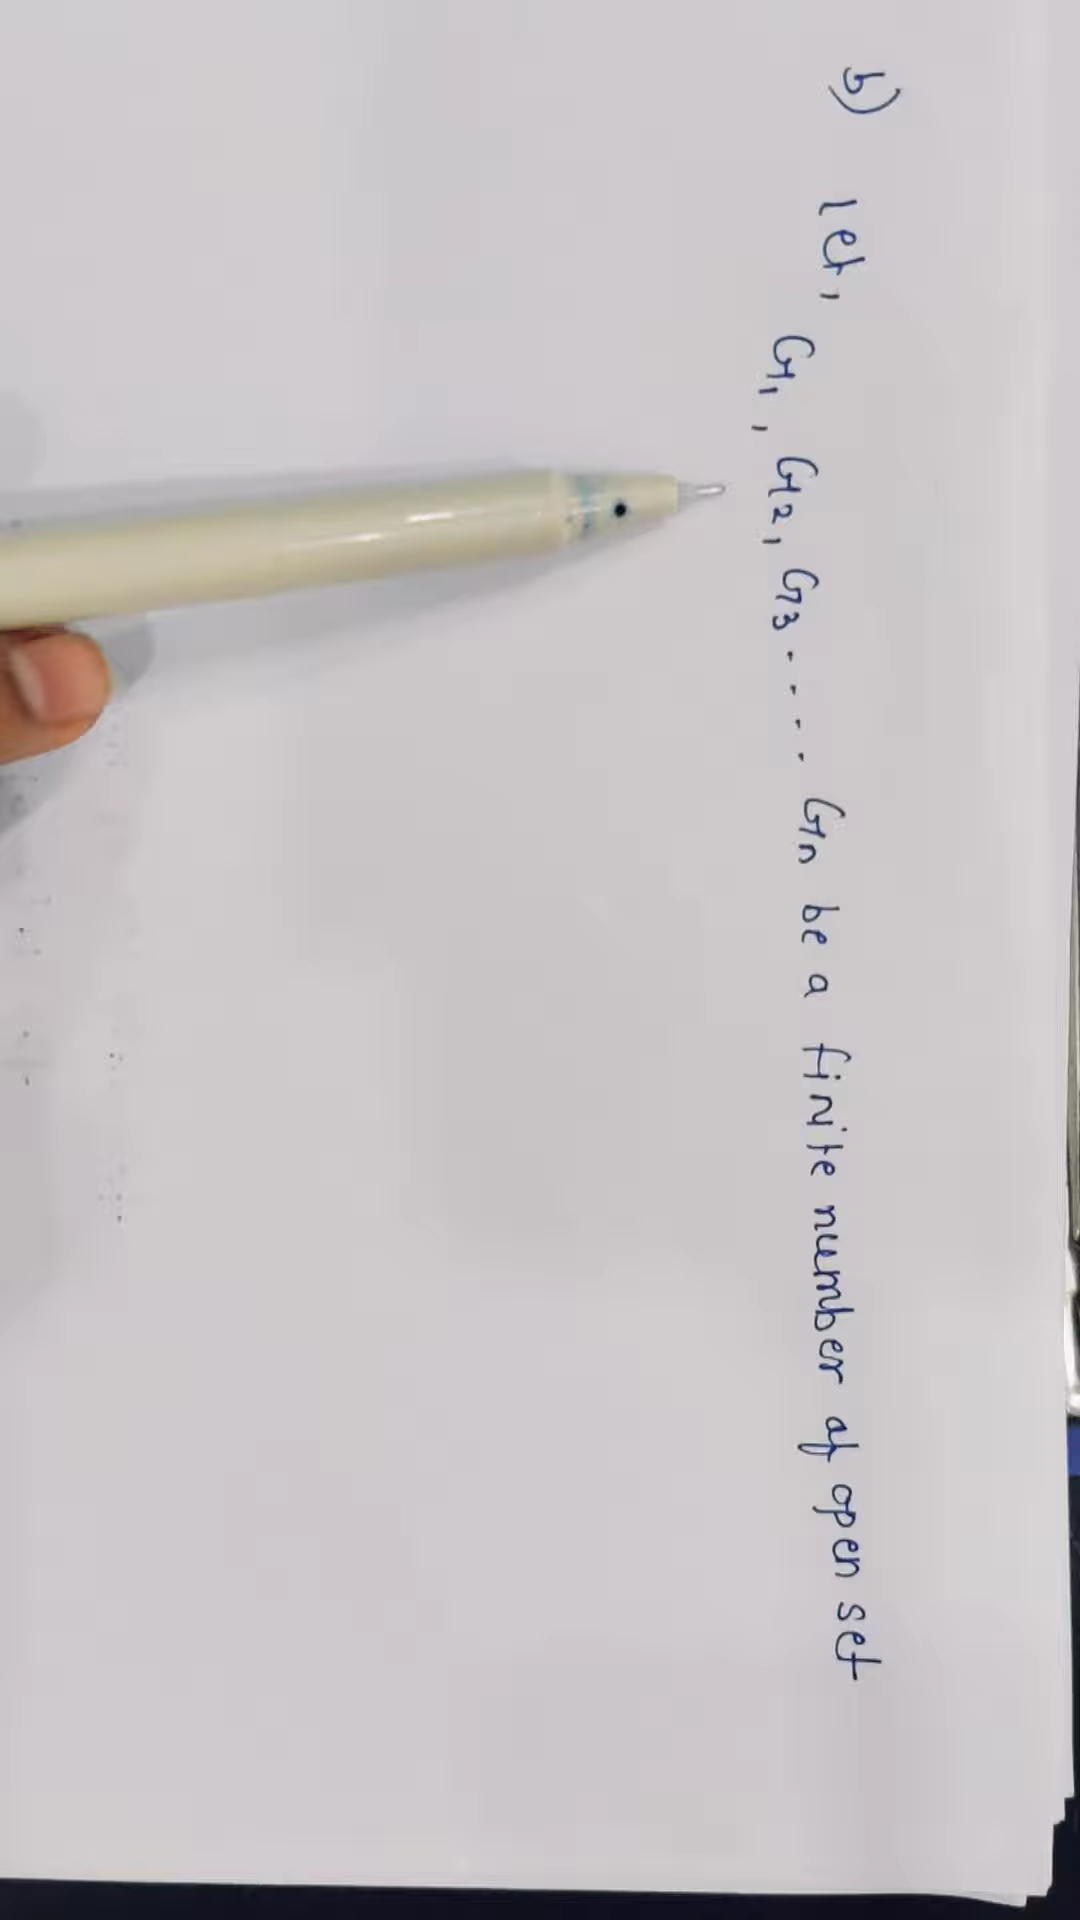 b) let, G1, G2, G3.... Gn be a finite number of open set